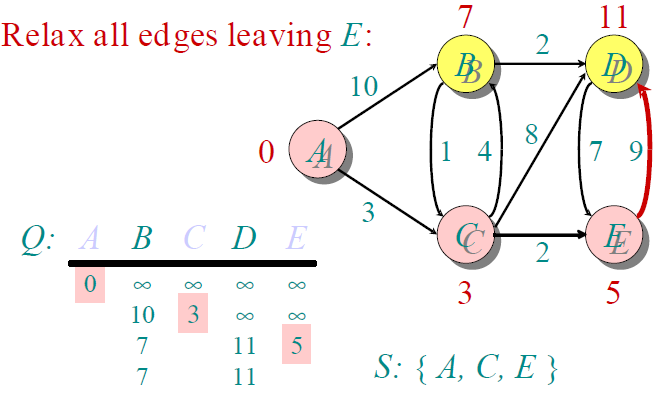 Relax all edges leaving E:
7 11
B D
2
10
A
0
1 4 8 7 9
3
C E
2
3 5
Q: A B C D E
0 ∞ ∞ ∞ ∞
10 3 ∞ ∞
7 11 5
7 11
S: { A, C, E }